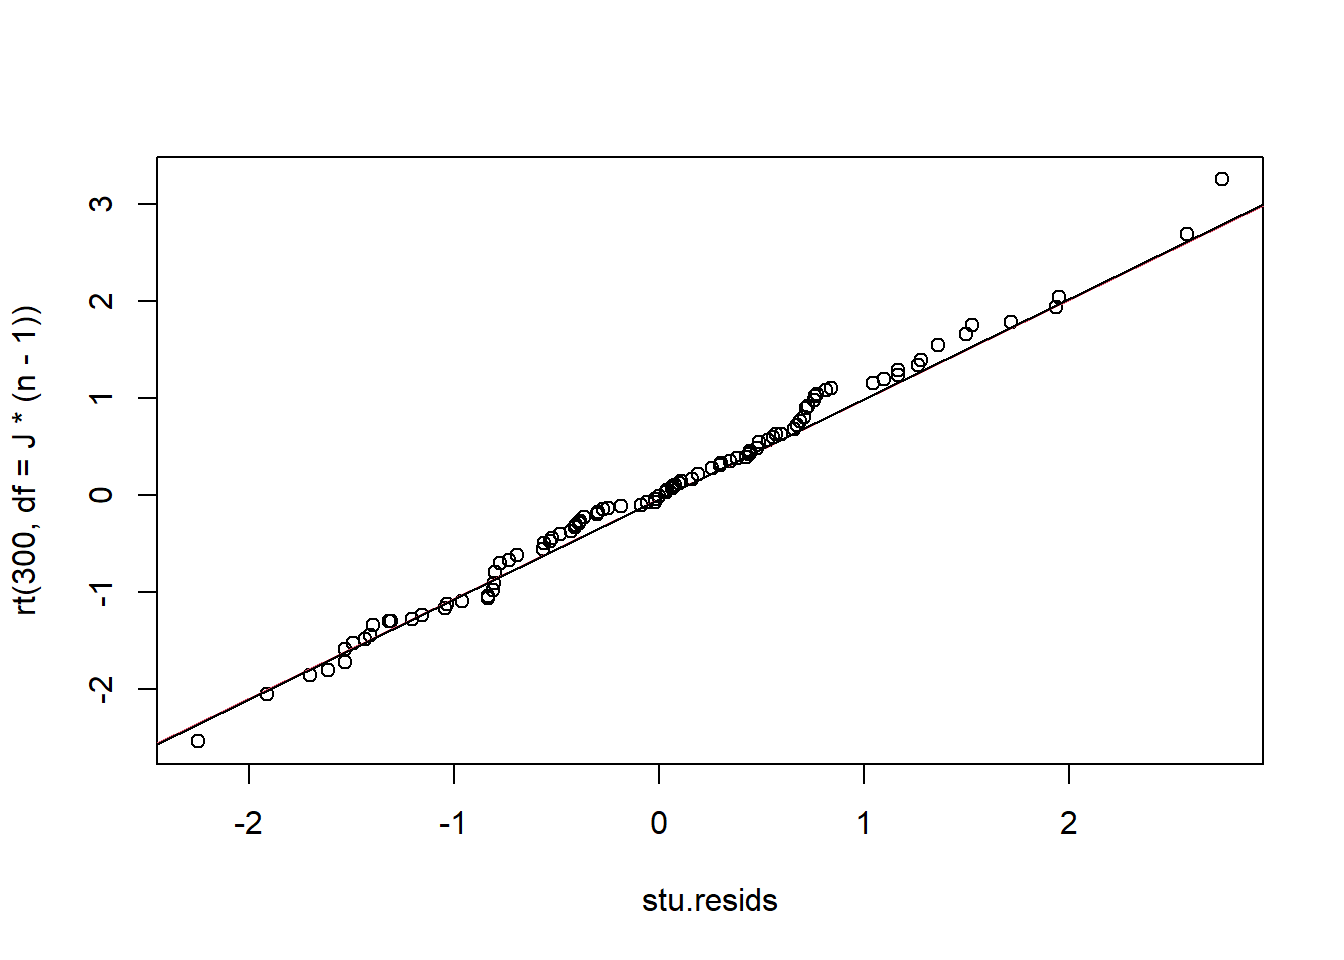 rt(300, df = J * (n - 1))
3
2
1
0
-1
-2
-2 -1 0 1 2
stu.resids